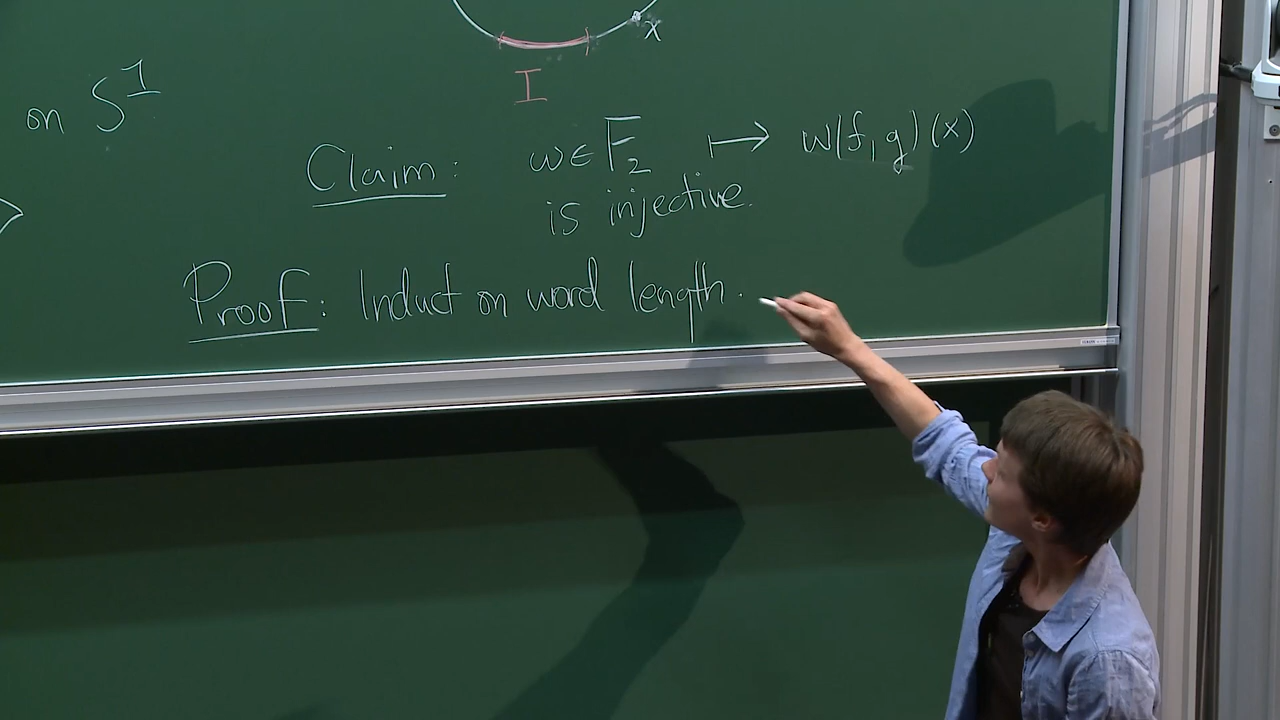 x
I
on S¹
Claim: w ∈ F₂ ↦ w(f, g)(x)
is injective.
Proof: Induct on word length.